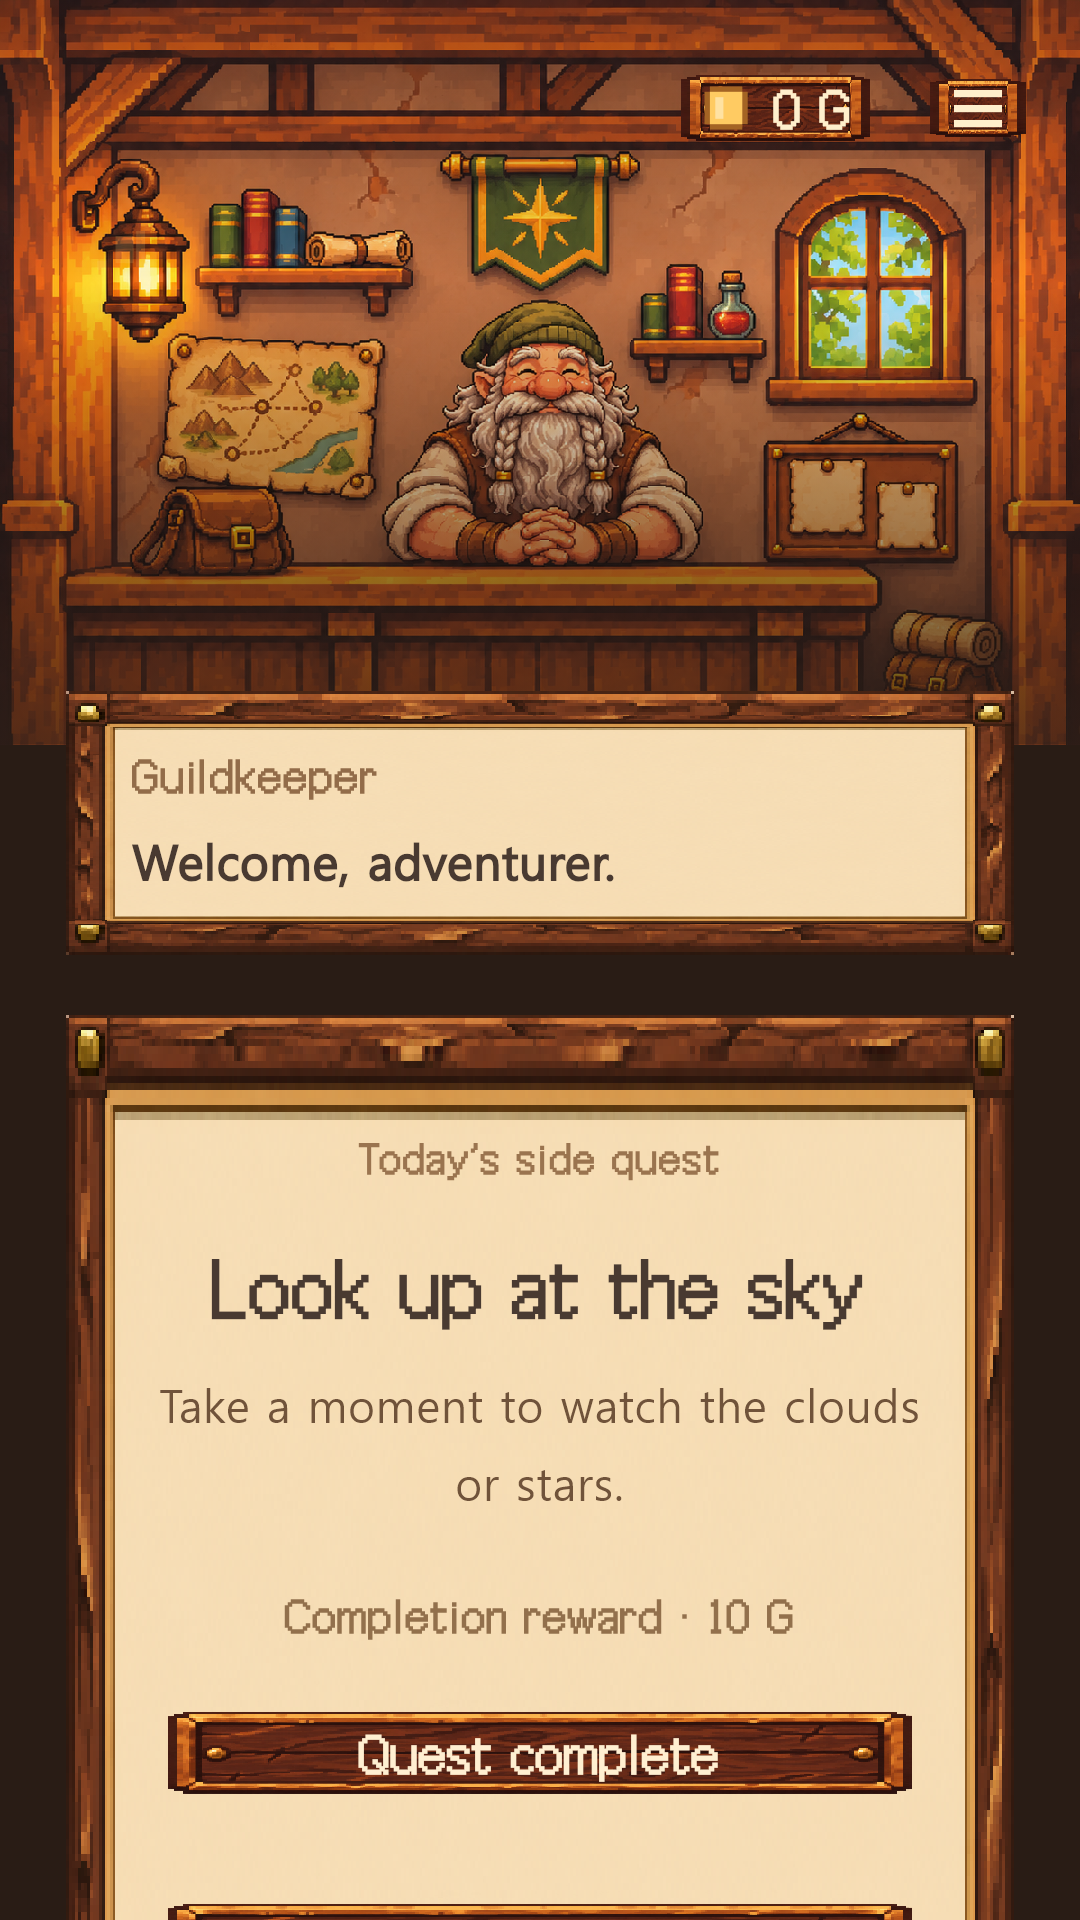 0 G
Guildkeeper
Welcome, adventurer.
Today's side quest
Look up at the sky
Take a moment to watch the clouds
or stars.
Completion reward · 10 G
Quest complete